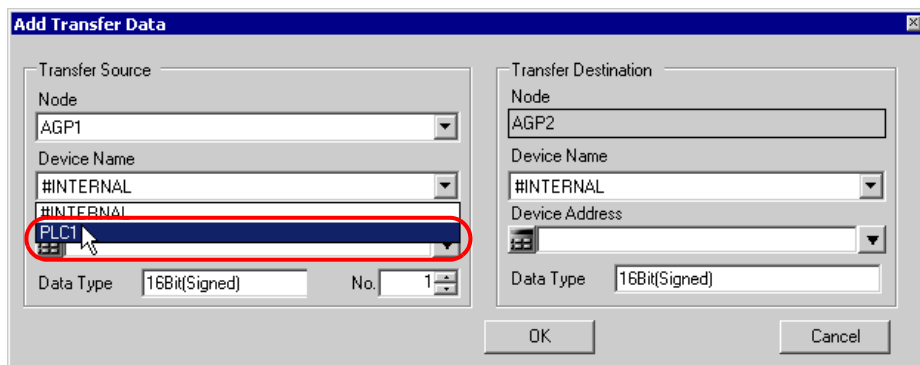 Add Transfer Data
Transfer Source
Node
AGP1
Device Name
#INTERNAL
#INTERNAL
PLC1
Data Type 16Bit(Signed) No. 1
Transfer Destination
Node
AGP2
Device Name
#INTERNAL
Device Address
Data Type 16Bit(Signed)
OK Cancel